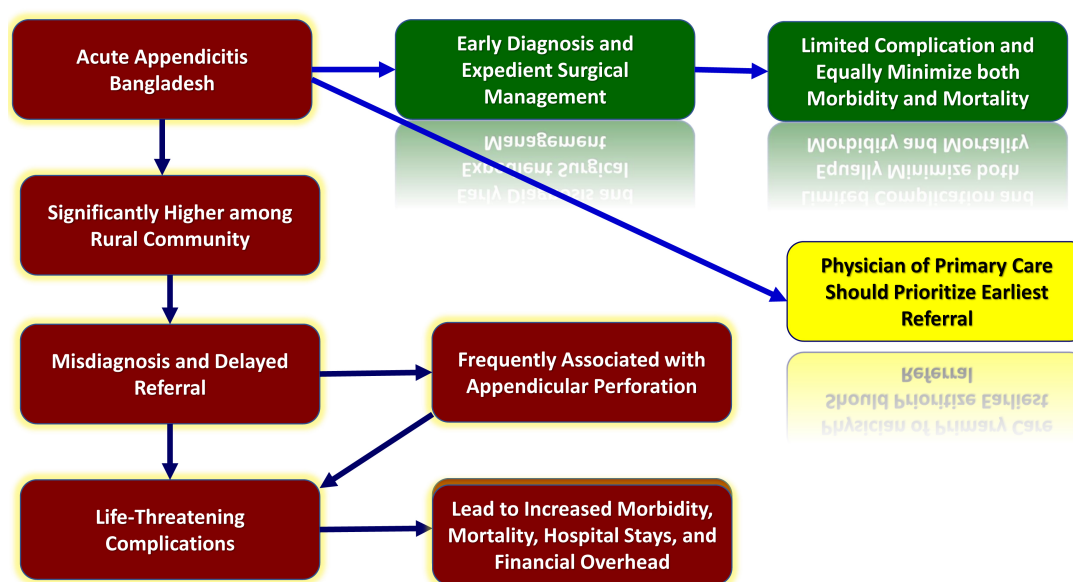 Acute Appendicitis
Bangladesh
Early Diagnosis and
Expedient Surgical
Management
Limited Complication and
Equally Minimize both
Morbidity and Mortality
Significantly Higher among
Rural Community
Physician of Primary Care
Should Prioritize Earliest
Referral
Misdiagnosis and Delayed
Referral
Frequently Associated with
Appendicular Perforation
Life-Threatening
Complications
Lead to Increased Morbidity,
Mortality, Hospital Stays, and
Financial Overhead